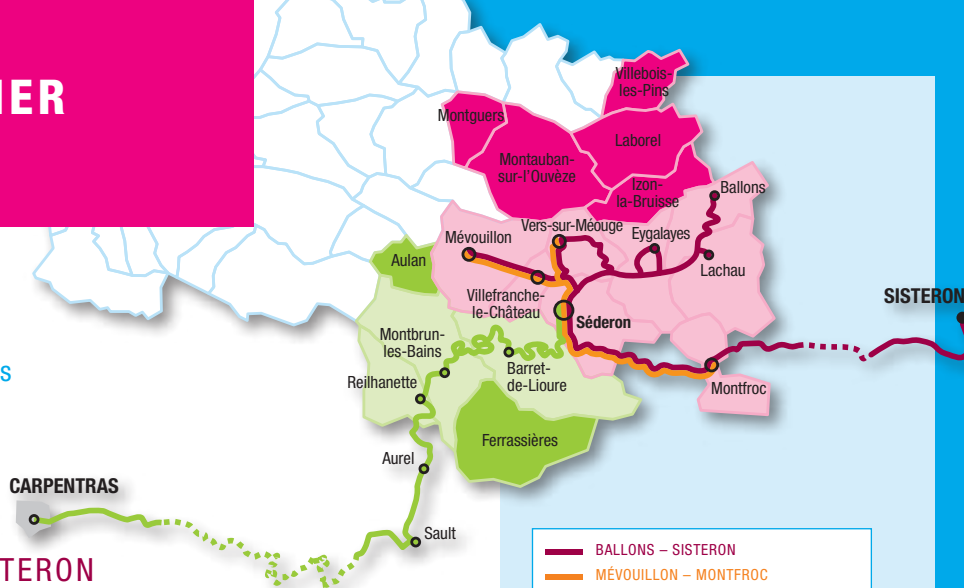 IER
Villebois-
les-Pins
Montguers
Laborel
Montauban-
sur-l'Ouvèze
Izon-
la-Bruisse
Ballons
Vers-sur-Méouge
Eygalayes
Mévouillon
Aulan
Lachau
Villefranche-
le-Château
SISTERON
Séderon
Montbrun-
les-Bains
Barret-
de-Lioure
Reilhanette
Montfroc
S
Ferrassières
Aurel
CARPENTRAS
Sault
BALLONS – SISTERON
TERON
MÉVOUILLON – MONTFROC